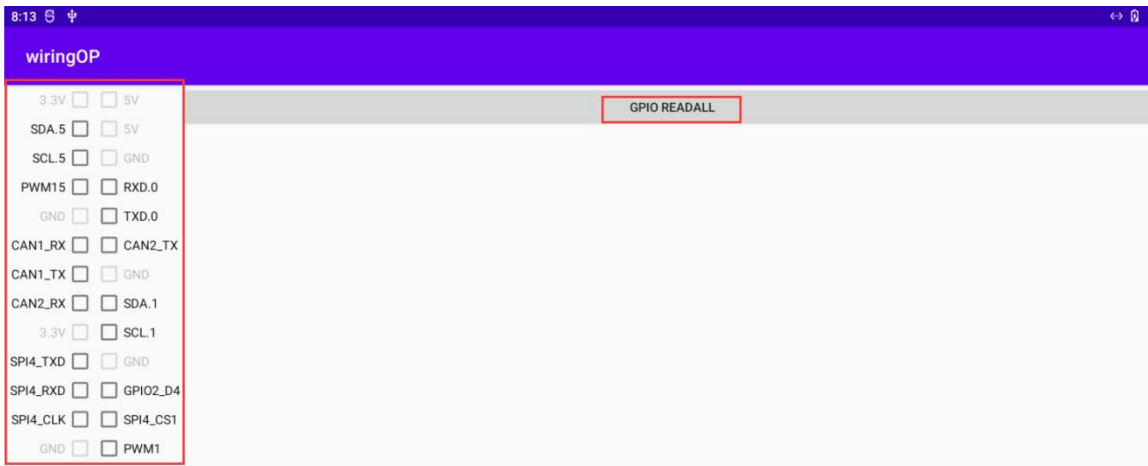 8:13
wiringOP
3.3V 5V
GPIO READALL
SDA.5 5V
SCL.5 GND
PWM15 RXD.0
GND TXD.0
CAN1_RX CAN2_TX
CAN1_TX GND
CAN2_RX SDA.1
3.3V SCL.1
SPI4_TXD GND
SPI4_RXD GPIO2_D4
SPI4_CLK SPI4_CS1
GND PWM1